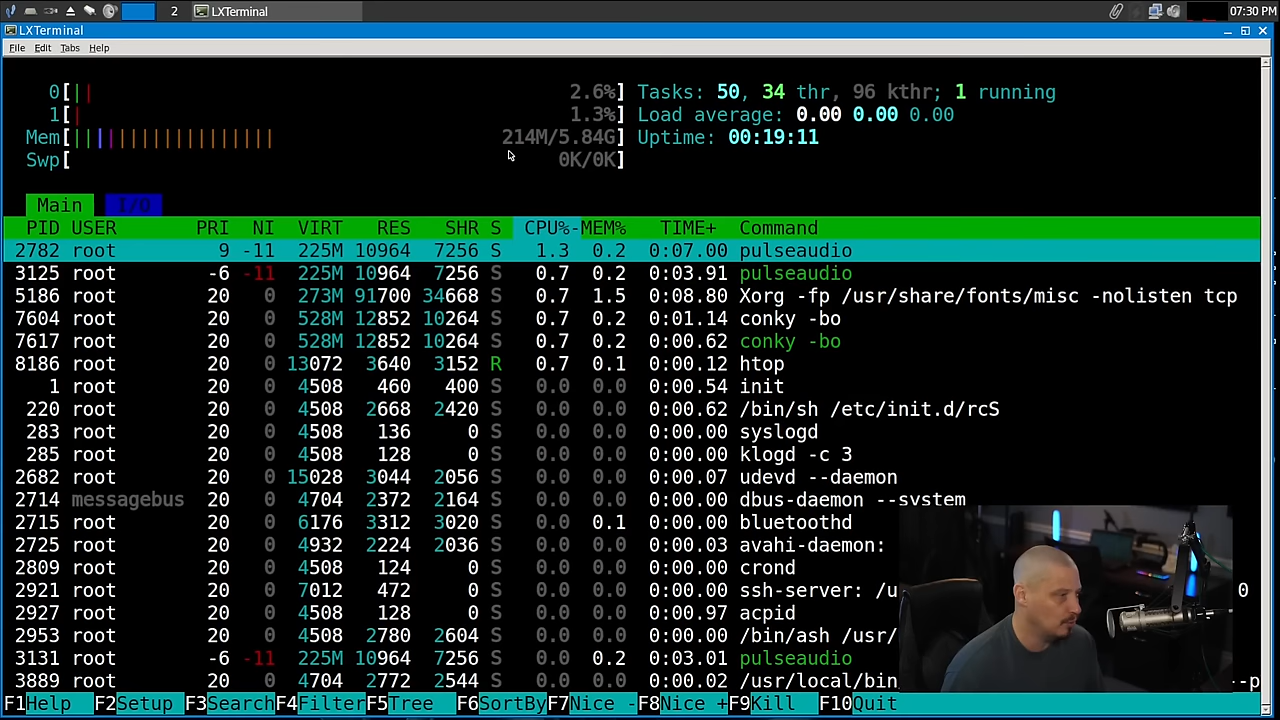 2 LXTerminal 07:30 PM
LXTerminal
File Edit Tabs Help
0[|| 2.6%] Tasks: 50, 34 thr, 96 kthr; 1 running
1[| 1.3%] Load average: 0.00 0.00 0.00
Mem[|||||||||||||||||| 214M/5.84G] Uptime: 00:19:11
Swp[ 0K/0K]
Main I/O
PID USER PRI NI VIRT RES SHR S CPU%-MEM% TIME+ Command
2782 root 9 -11 225M 10964 7256 S 1.3 0.2 0:07.00 pulseaudio
3125 root -6 -11 225M 10964 7256 S 0.7 0.2 0:03.91 pulseaudio
5186 root 20 0 273M 91700 34668 S 0.7 1.5 0:08.80 Xorg -fp /usr/share/fonts/misc -nolisten tcp
7604 root 20 0 528M 12852 10264 S 0.7 0.2 0:01.14 conky -bo
7617 root 20 0 528M 12852 10264 S 0.7 0.2 0:00.62 conky -bo
8186 root 20 0 13072 3640 3152 R 0.7 0.1 0:00.12 htop
1 root 20 0 4508 460 400 S 0.0 0.0 0:00.54 init
220 root 20 0 4508 2668 2420 S 0.0 0.0 0:00.62 /bin/sh /etc/init.d/rcS
283 root 20 0 4508 136 0 S 0.0 0.0 0:00.00 syslogd
285 root 20 0 4508 128 0 S 0.0 0.0 0:00.00 klogd -c 3
2682 root 20 0 15028 3044 2056 S 0.0 0.0 0:00.07 udevd --daemon
2714 messagebus 20 0 4704 2372 2164 S 0.0 0.0 0:00.00 dbus-daemon --system
2715 root 20 0 6176 3312 3020 S 0.0 0.1 0:00.00 bluetoothd
2725 root 20 0 4932 2224 2036 S 0.0 0.0 0:00.03 avahi-daemon:
2809 root 20 0 4508 124 0 S 0.0 0.0 0:00.00 crond
2921 root 20 0 7012 472 0 S 0.0 0.0 0:00.00 ssh-server: /u 0
2927 root 20 0 4508 128 0 S 0.0 0.0 0:00.97 acpid
2953 root 20 0 4508 2780 2604 S 0.0 0.0 0:00.00 /bin/ash /usr/
3131 root -6 -11 225M 10964 7256 S 0.0 0.2 0:03.01 pulseaudio
3889 root 20 0 4704 2772 2544 S 0.0 0.0 0:00.02 /usr/local/bin --p
F1Help F2Setup F3Search F4Filter F5Tree F6SortBy F7Nice -F8Nice +F9Kill F10Quit